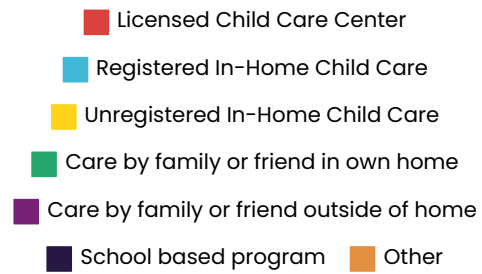 Licensed Child Care Center
Registered In-Home Child Care
Unregistered In-Home Child Care
Care by family or friend in own home
Care by family or friend outside of home
School based program Other